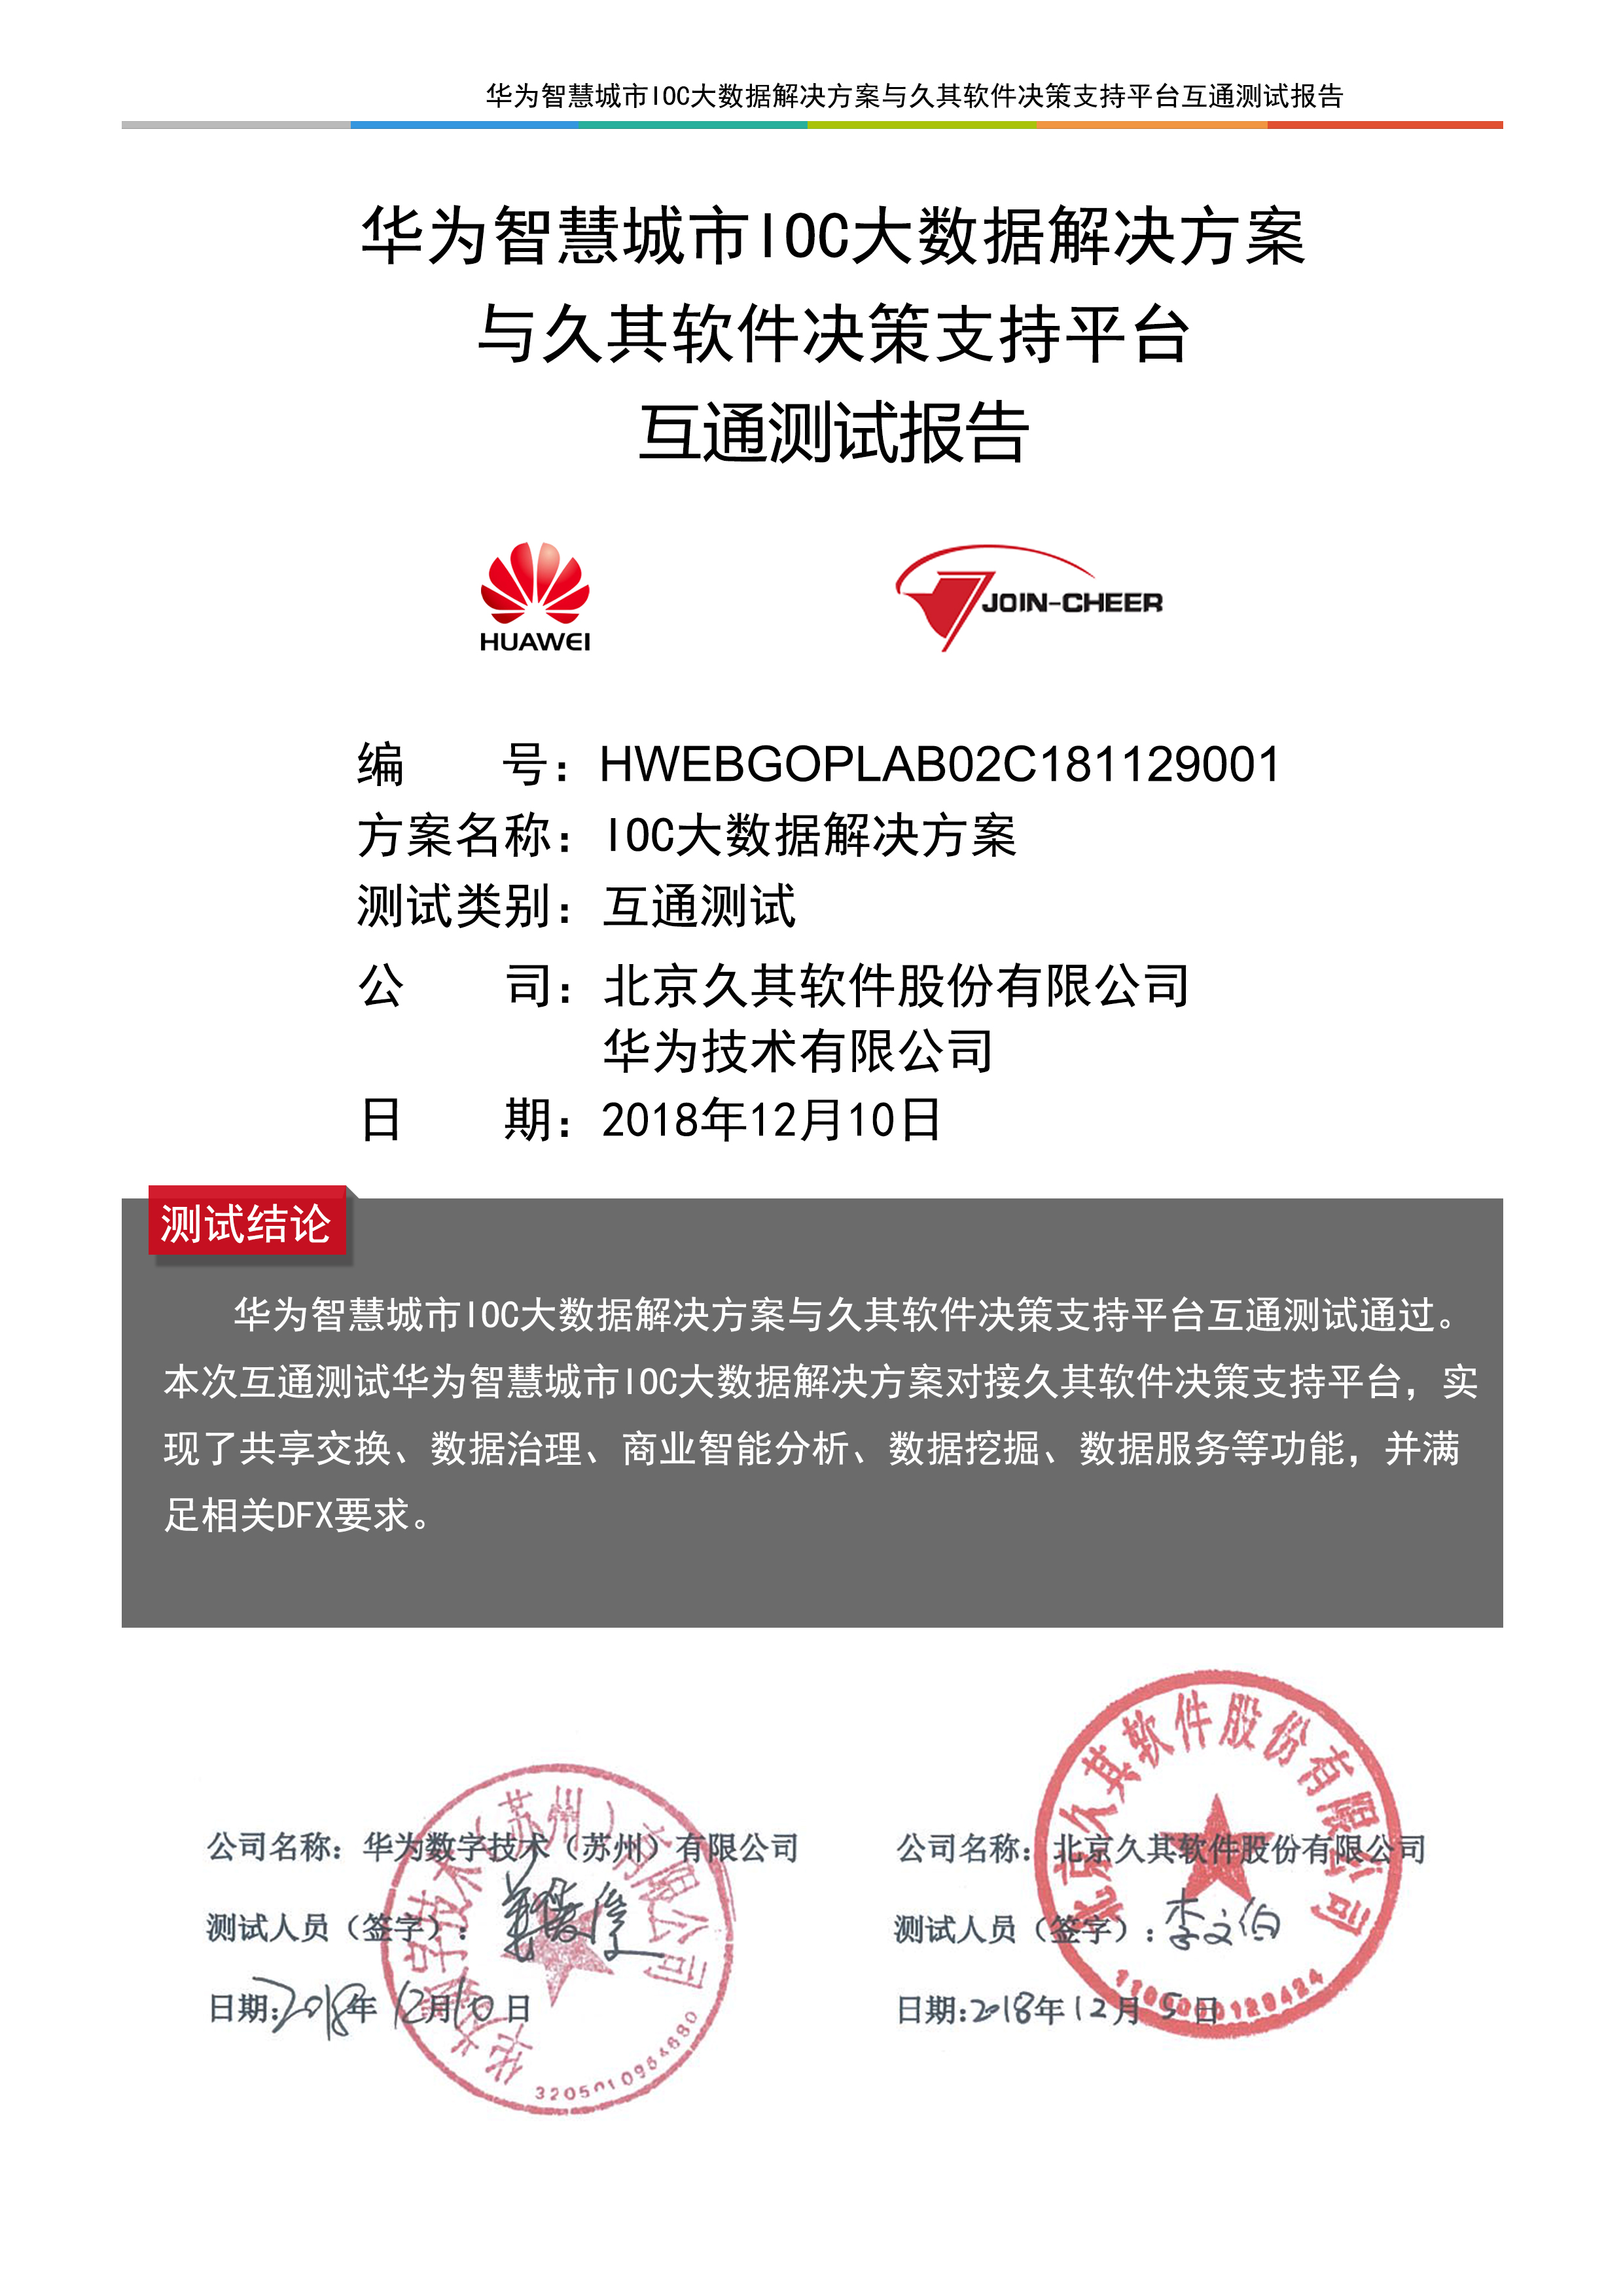 华为智慧城市IOC大数据解决方案与久其软件决策支持平台互通测试报告
华为智慧城市IOC大数据解决方案
与久其软件决策支持平台
互通测试报告
HUAWEI
JOIN-CHEER
编 号：HWEBGOPLAB02C181129001
方案名称：IOC大数据解决方案
测试类别：互通测试
公 司：北京久其软件股份有限公司
华为技术有限公司
日 期：2018年12月10日
测试结论
华为智慧城市IOC大数据解决方案与久其软件决策支持平台互通测试通过。
本次互通测试华为智慧城市IOC大数据解决方案对接久其软件决策支持平台，实
现了共享交换、数据治理、商业智能分析、数据挖掘、数据服务等功能，并满
足相关DFX要求。
公司名称：华为数字技术（苏州）有限公司
测试人员（签字）：
日期：2018年12月10日
华为数字技术（苏州）有限公司
公司名称：北京久其软件股份有限公司
测试人员（签字）：李文伯
日期：2018年12月5日
北京久其软件股份有限公司